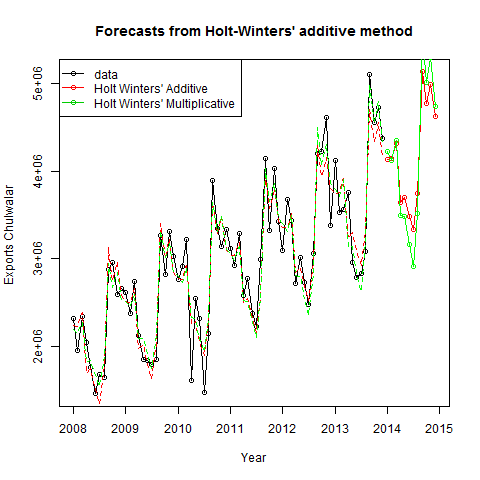 Forecasts from Holt-Winters' additive method
data
Holt Winters' Additive
Holt Winters' Multiplicative
5e+06
4e+06
3e+06
2e+06
Exports Chulwalar
2008 2009 2010 2011 2012 2013 2014 2015
Year